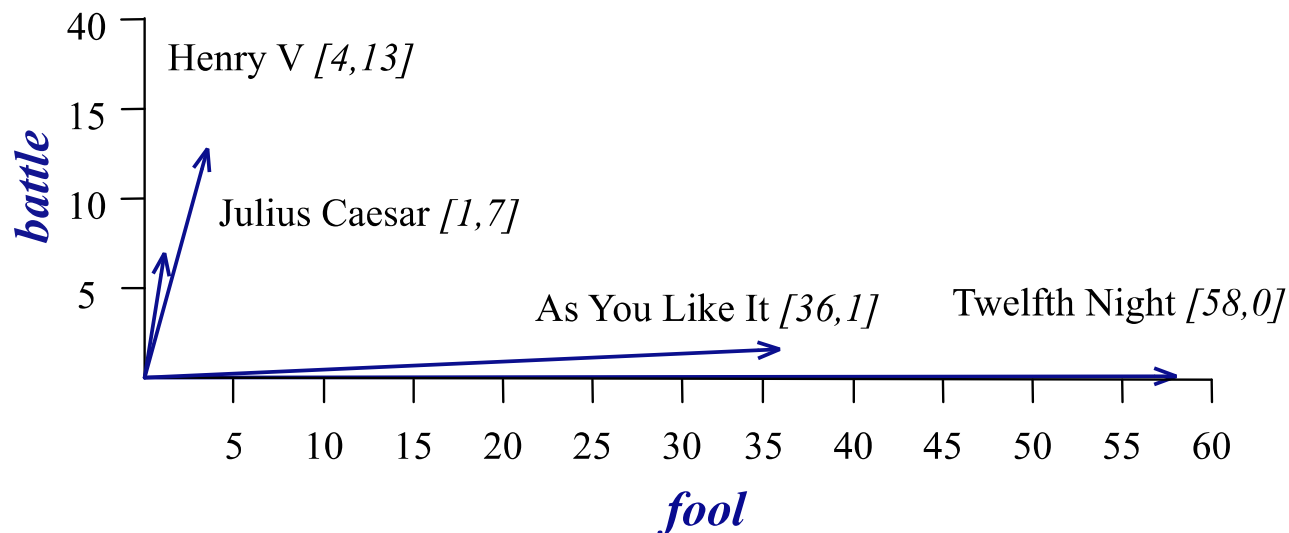 40
Henry V [4,13]
15
battle
10
Julius Caesar [1,7]
5
As You Like It [36,1]
Twelfth Night [58,0]
5 10 15 20 25 30 35 40 45 50 55 60
fool